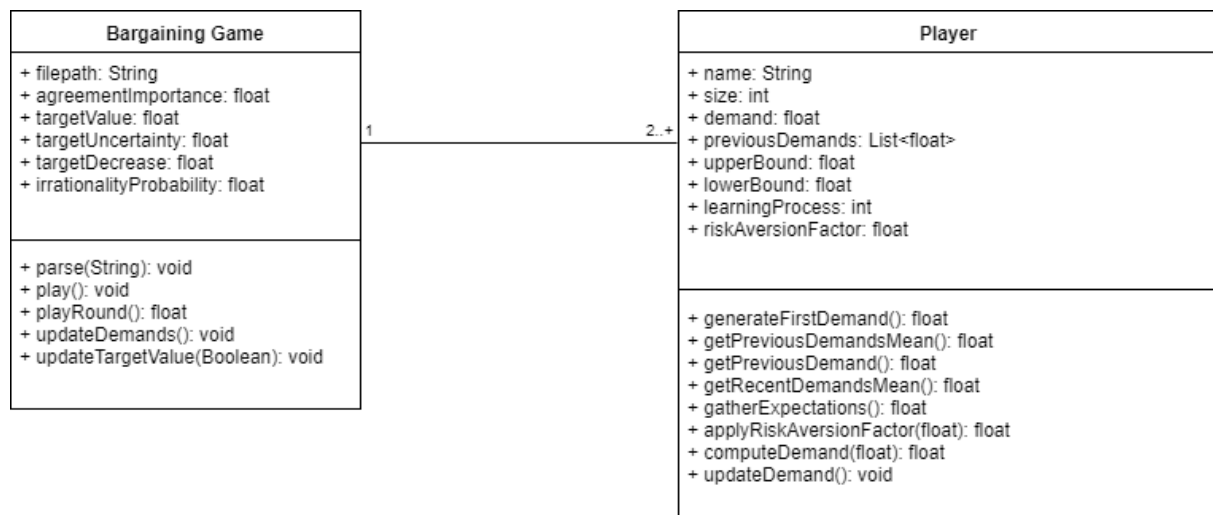 Bargaining Game
+ filepath: String
+ agreementImportance: float
+ targetValue: float
+ targetUncertainty: float
+ targetDecrease: float
+ irrationalityProbability: float
+ parse(String): void
+ play(): void
+ playRound(): float
+ updateDemands(): void
+ updateTargetValue(Boolean): void
1
2..+
Player
+ name: String
+ size: int
+ demand: float
+ previousDemands: List<float>
+ upperBound: float
+ lowerBound: float
+ learningProcess: int
+ riskAversionFactor: float
+ generateFirstDemand(): float
+ getPreviousDemandsMean(): float
+ getPreviousDemand(): float
+ getRecentDemandsMean(): float
+ gatherExpectations(): float
+ applyRiskAversionFactor(float): float
+ computeDemand(float): float
+ updateDemand(): void